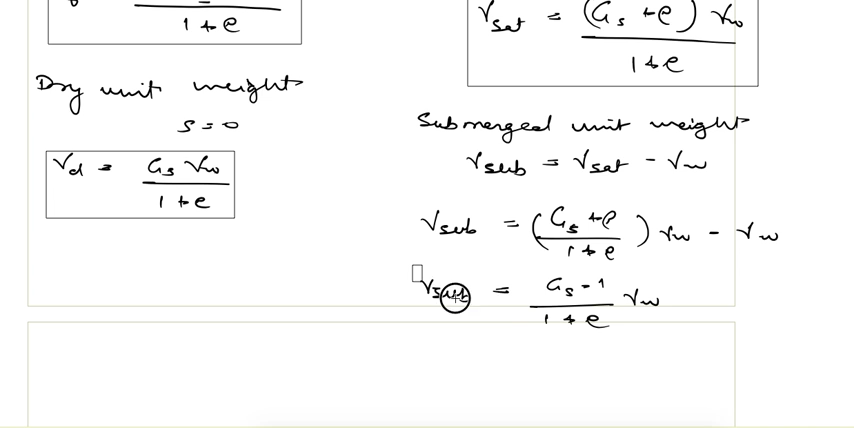 1 + e
Dry unit weight
S = 0
γd = Gs γw / 1 + e
γsat = (Gs + e) γw / 1 + e
Submerged unit weight
γsub = γsat - γw
γsub = (Gs + e / 1 + e) γw - γw
γsub = Gs - 1 / 1 + e γw